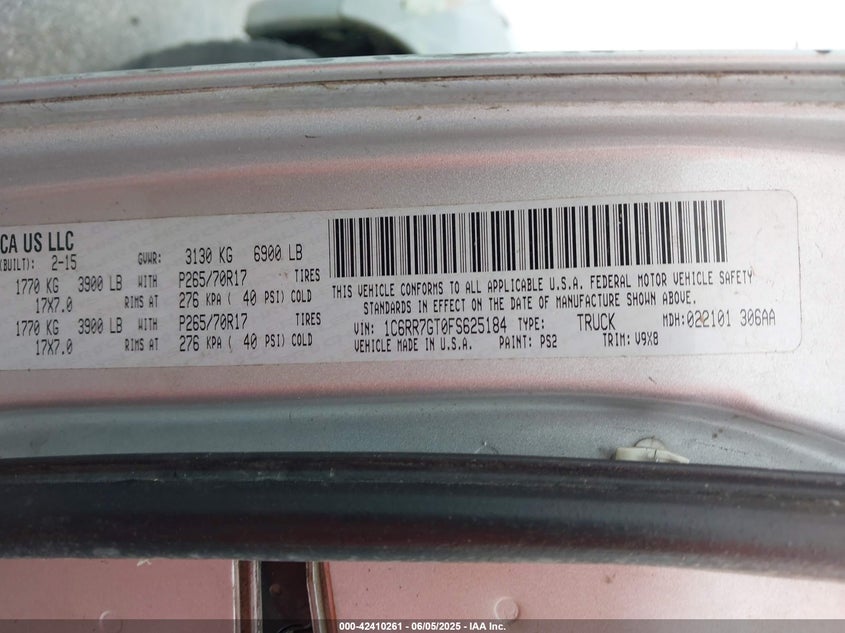 CA US LLC
(BUILT): 2-15 GVWR: 3130 KG 6900 LB
1770 KG 3900 LB WITH P265/70R17 TIRES
17X7.0 RIMS AT 276 KPA ( 40 PSI) COLD
1770 KG 3900 LB WITH P265/70R17 TIRES
17X7.0 RIMS AT 276 KPA ( 40 PSI) COLD
THIS VEHICLE CONFORMS TO ALL APPLICABLE U.S.A. FEDERAL MOTOR VEHICLE SAFETY
STANDARDS IN EFFECT ON THE DATE OF MANUFACTURE SHOWN ABOVE.
VIN: 1C6RR7GT0FS625184 TYPE: TRUCK MDH: 022101 306AA
VEHICLE MADE IN U.S.A. PAINT: PS2 TRIM: V9X8
000-42410261 - 06/05/2025 - IAA Inc.